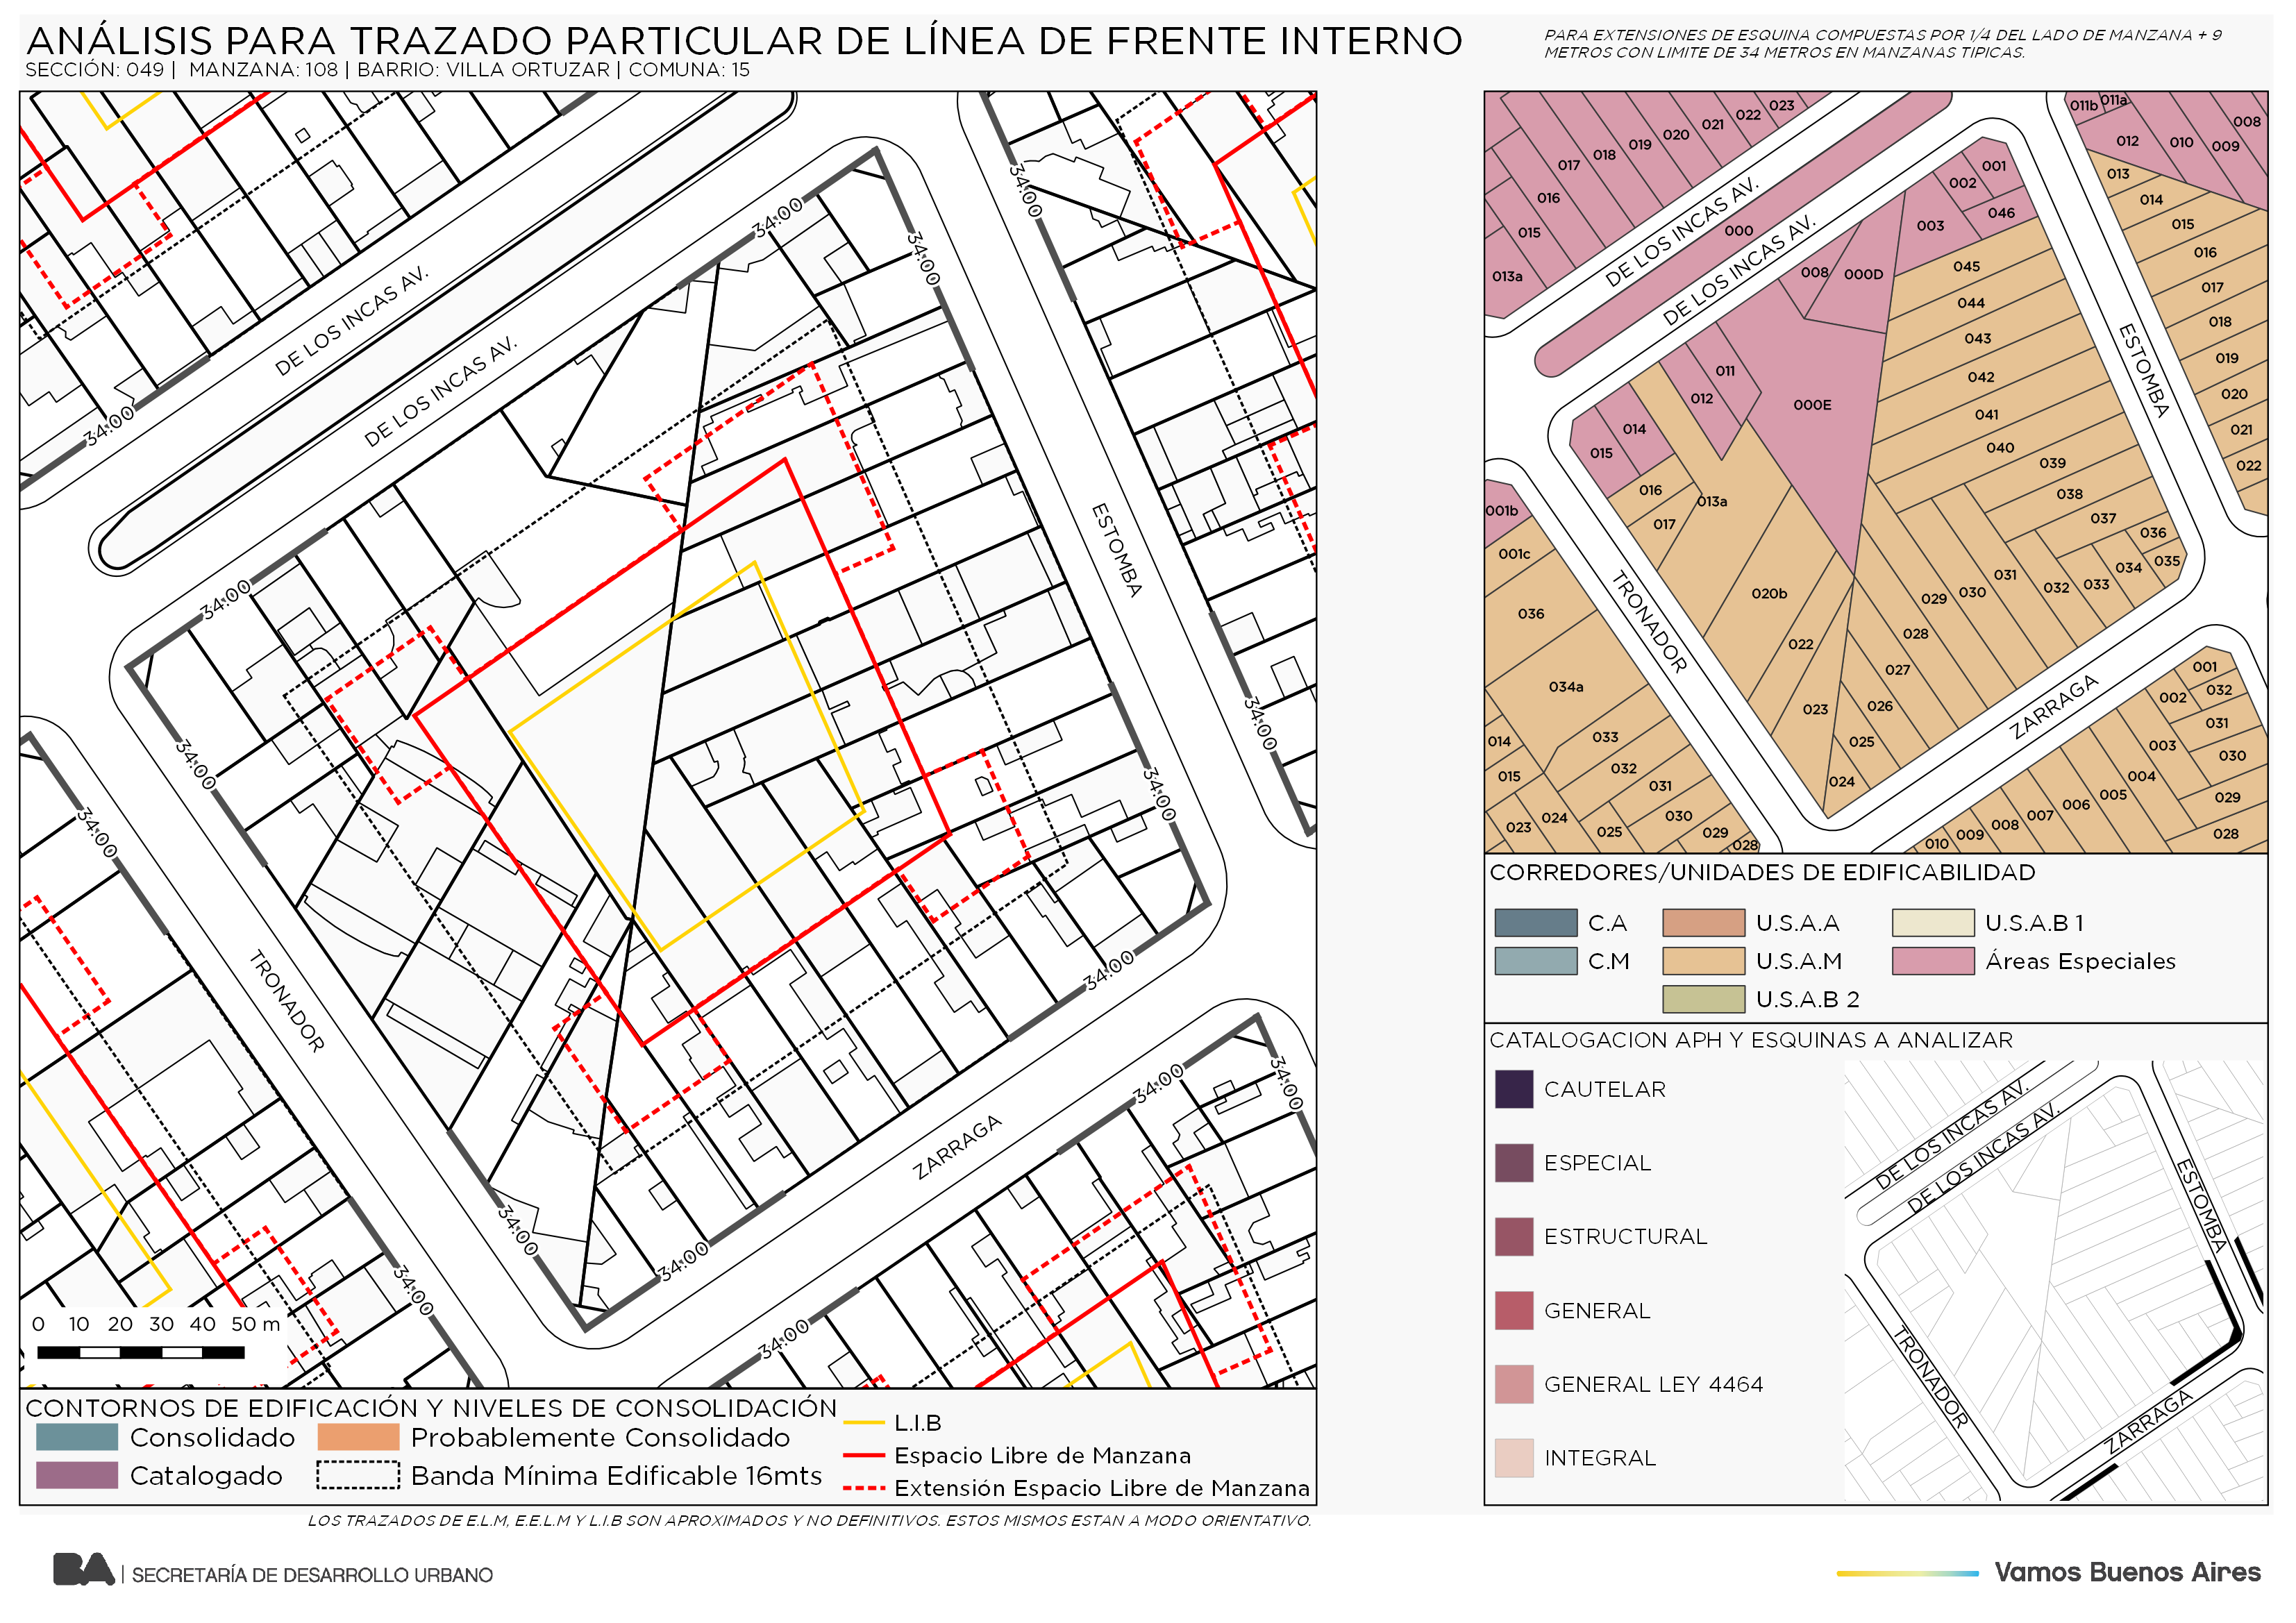 ANÁLISIS PARA TRAZADO PARTICULAR DE LÍNEA DE FRENTE INTERNO
SECCIÓN: 049 | MANZANA: 108 | BARRIO: VILLA ORTUZAR | COMUNA: 15
PARA EXTENSIONES DE ESQUINA COMPUESTAS POR 1/4 DEL LADO DE MANZANA + 9
METROS CON LIMITE DE 34 METROS EN MANZANAS TIPICAS.
34:00
34:00
34:00
DE LOS INCAS AV.
DE LOS INCAS AV.
34:00
34:00
34:00
34:00
34:00
ESTOMBA
34:00
34:00
TRONADOR
34:00
34:00
34:00
34:00
34:00
34:00
34:00
ZARRAGA
0 10 20 30 40 50 m
CONTORNOS DE EDIFICACIÓN Y NIVELES DE CONSOLIDACIÓN
Consolidado
Probablemente Consolidado
Catalogado
Banda Mínima Edificable 16mts
L.I.B
Espacio Libre de Manzana
Extensión Espacio Libre de Manzana
LOS TRAZADOS DE E.L.M, E.E.L.M Y L.I.B SON APROXIMADOS Y NO DEFINITIVOS. ESTOS MISMOS ESTAN A MODO ORIENTATIVO.
023
022
021
020
019
018
017
016
015
013a
DE LOS INCAS AV.
000
DE LOS INCAS AV.
011b
011a
012
010
009
008
013
014
015
016
017
018
019
020
021
022
001
002
046
003
008
000D
045
044
043
042
041
040
039
038
037
036
035
034
033
032
031
030
029
028
027
026
025
024
023
022
020b
000E
011
012
013a
014
015
016
017
ESTOMBA
TRONADOR
ZARRAGA
001b
001c
036
034a
033
032
031
030
029
028
014
015
023
024
025
001
032
002
031
003
030
004
029
005
028
006
007
008
009
010
CORREDORES/UNIDADES DE EDIFICABILIDAD
C.A
U.S.A.A
U.S.A.B 1
C.M
U.S.A.M
Áreas Especiales
U.S.A.B 2
CATALOGACION APH Y ESQUINAS A ANALIZAR
CAUTELAR
ESPECIAL
ESTRUCTURAL
GENERAL
GENERAL LEY 4464
INTEGRAL
DE LOS INCAS AV.
DE LOS INCAS AV.
ESTOMBA
TRONADOR
ZARRAGA
BA | SECRETARÍA DE DESARROLLO URBANO
Vamos Buenos Aires